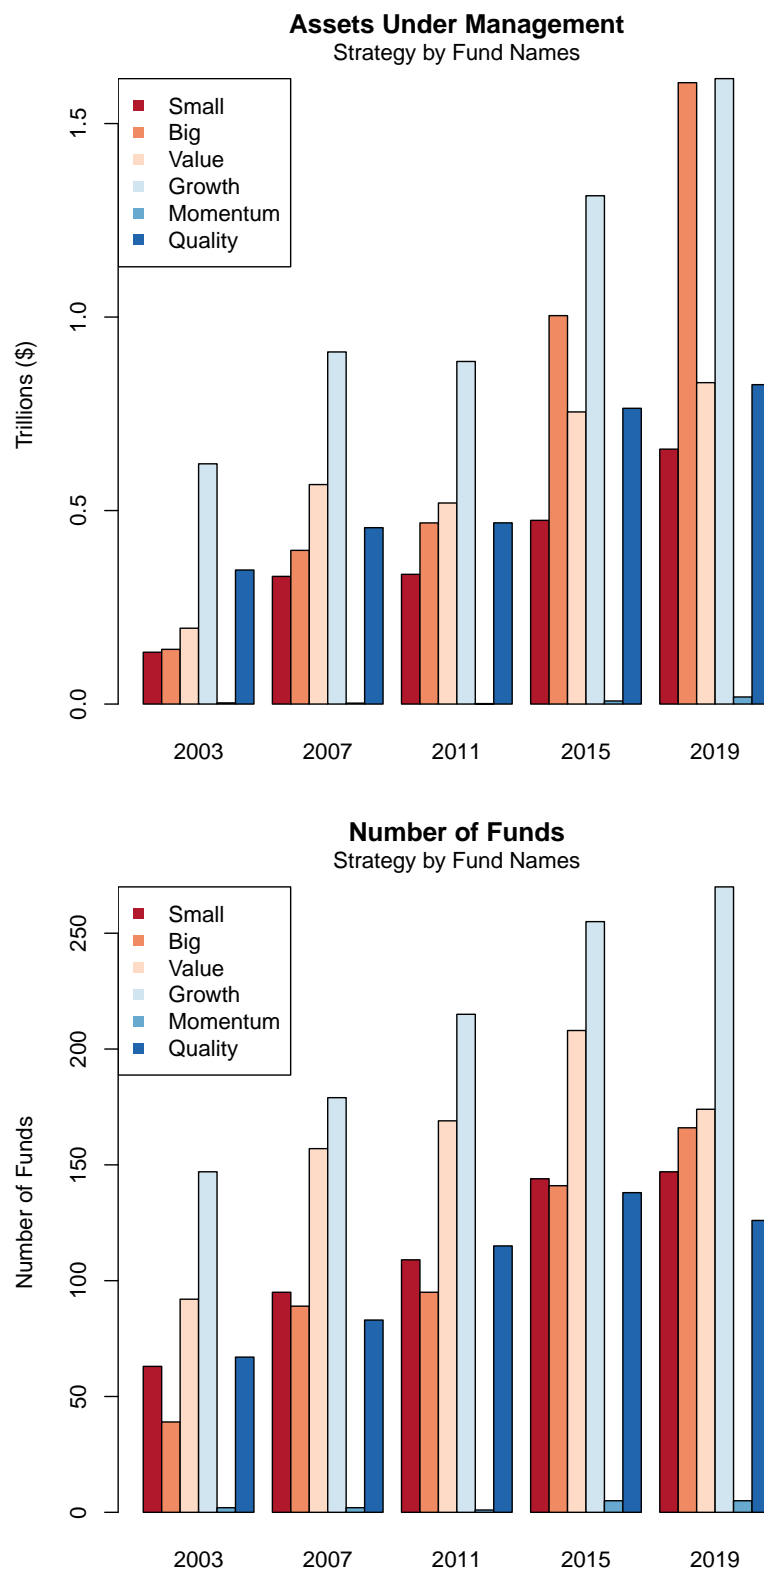 Assets Under Management
Strategy by Fund Names
Small
Big
Value
Growth
Momentum
Quality
Trillions ($)
1.5
1.0
0.5
0.0
2003 2007 2011 2015 2019
Number of Funds
Strategy by Fund Names
Small
Big
Value
Growth
Momentum
Quality
Number of Funds
250
200
150
100
50
0
2003 2007 2011 2015 2019